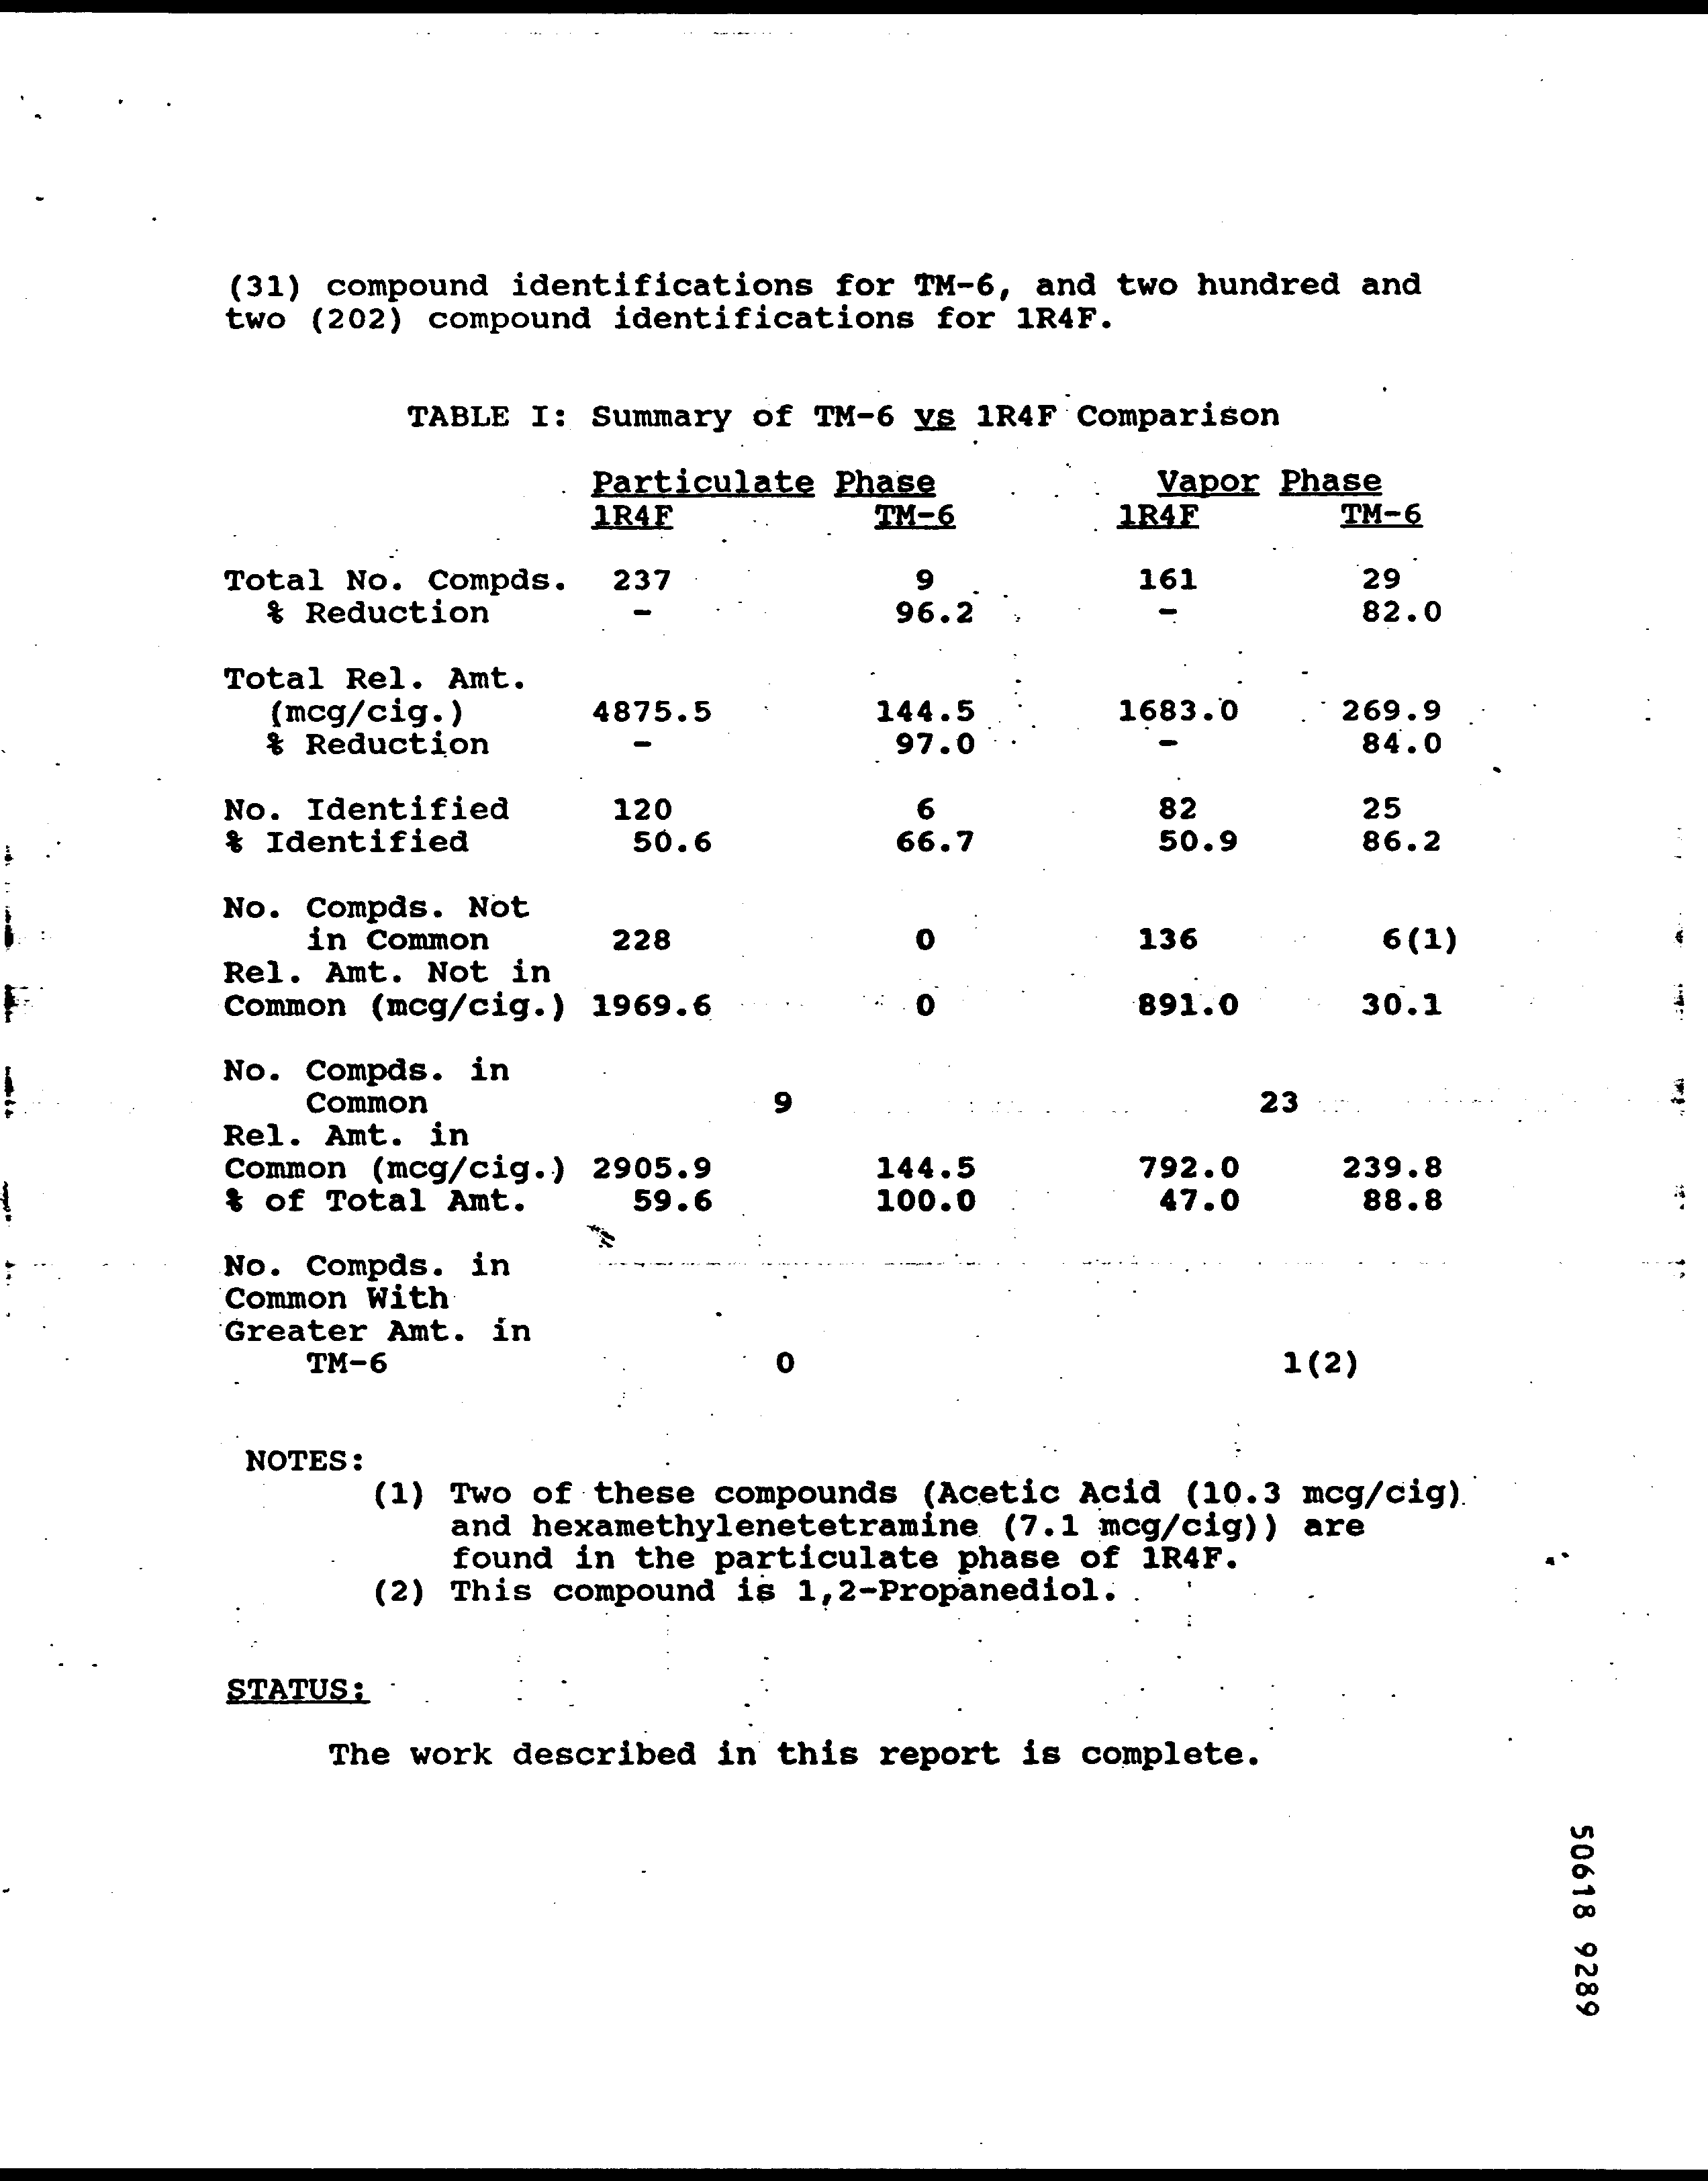 (31) compound identifications for TM-6, and two hundred and
two (202) compound identifications for 1R4F.
TABLE I: Summary of TM-6 vs 1R4F Comparison
Particulate Phase Vapor Phase
1R4F TM-6 1R4F TM-6
Total No. Compds. 237 9 161 29
% Reduction - 96.2 - 82.0
Total Rel. Amt.
(mcg/cig.) 4875.5 144.5 1683.0 269.9
% Reduction - 97.0 - 84.0
No. Identified 120 6 82 25
% Identified 50.6 66.7 50.9 86.2
No. Compds. Not
in Common 228 0 136 6(1)
Rel. Amt. Not in
Common (mcg/cig.) 1969.6 0 891.0 30.1
No. Compds. in
Common 9 23
Rel. Amt. in
Common (mcg/cig.) 2905.9 144.5 792.0 239.8
% of Total Amt. 59.6 100.0 47.0 88.8
No. Compds. in
Common With
Greater Amt. in
TM-6 0 1(2)
NOTES:
(1) Two of these compounds (Acetic Acid (10.3 mcg/cig)
and hexamethylenetetramine (7.1 mcg/cig)) are
found in the particulate phase of 1R4F.
(2) This compound is 1,2-Propanediol.
STATUS:
The work described in this report is complete.
50618 9289